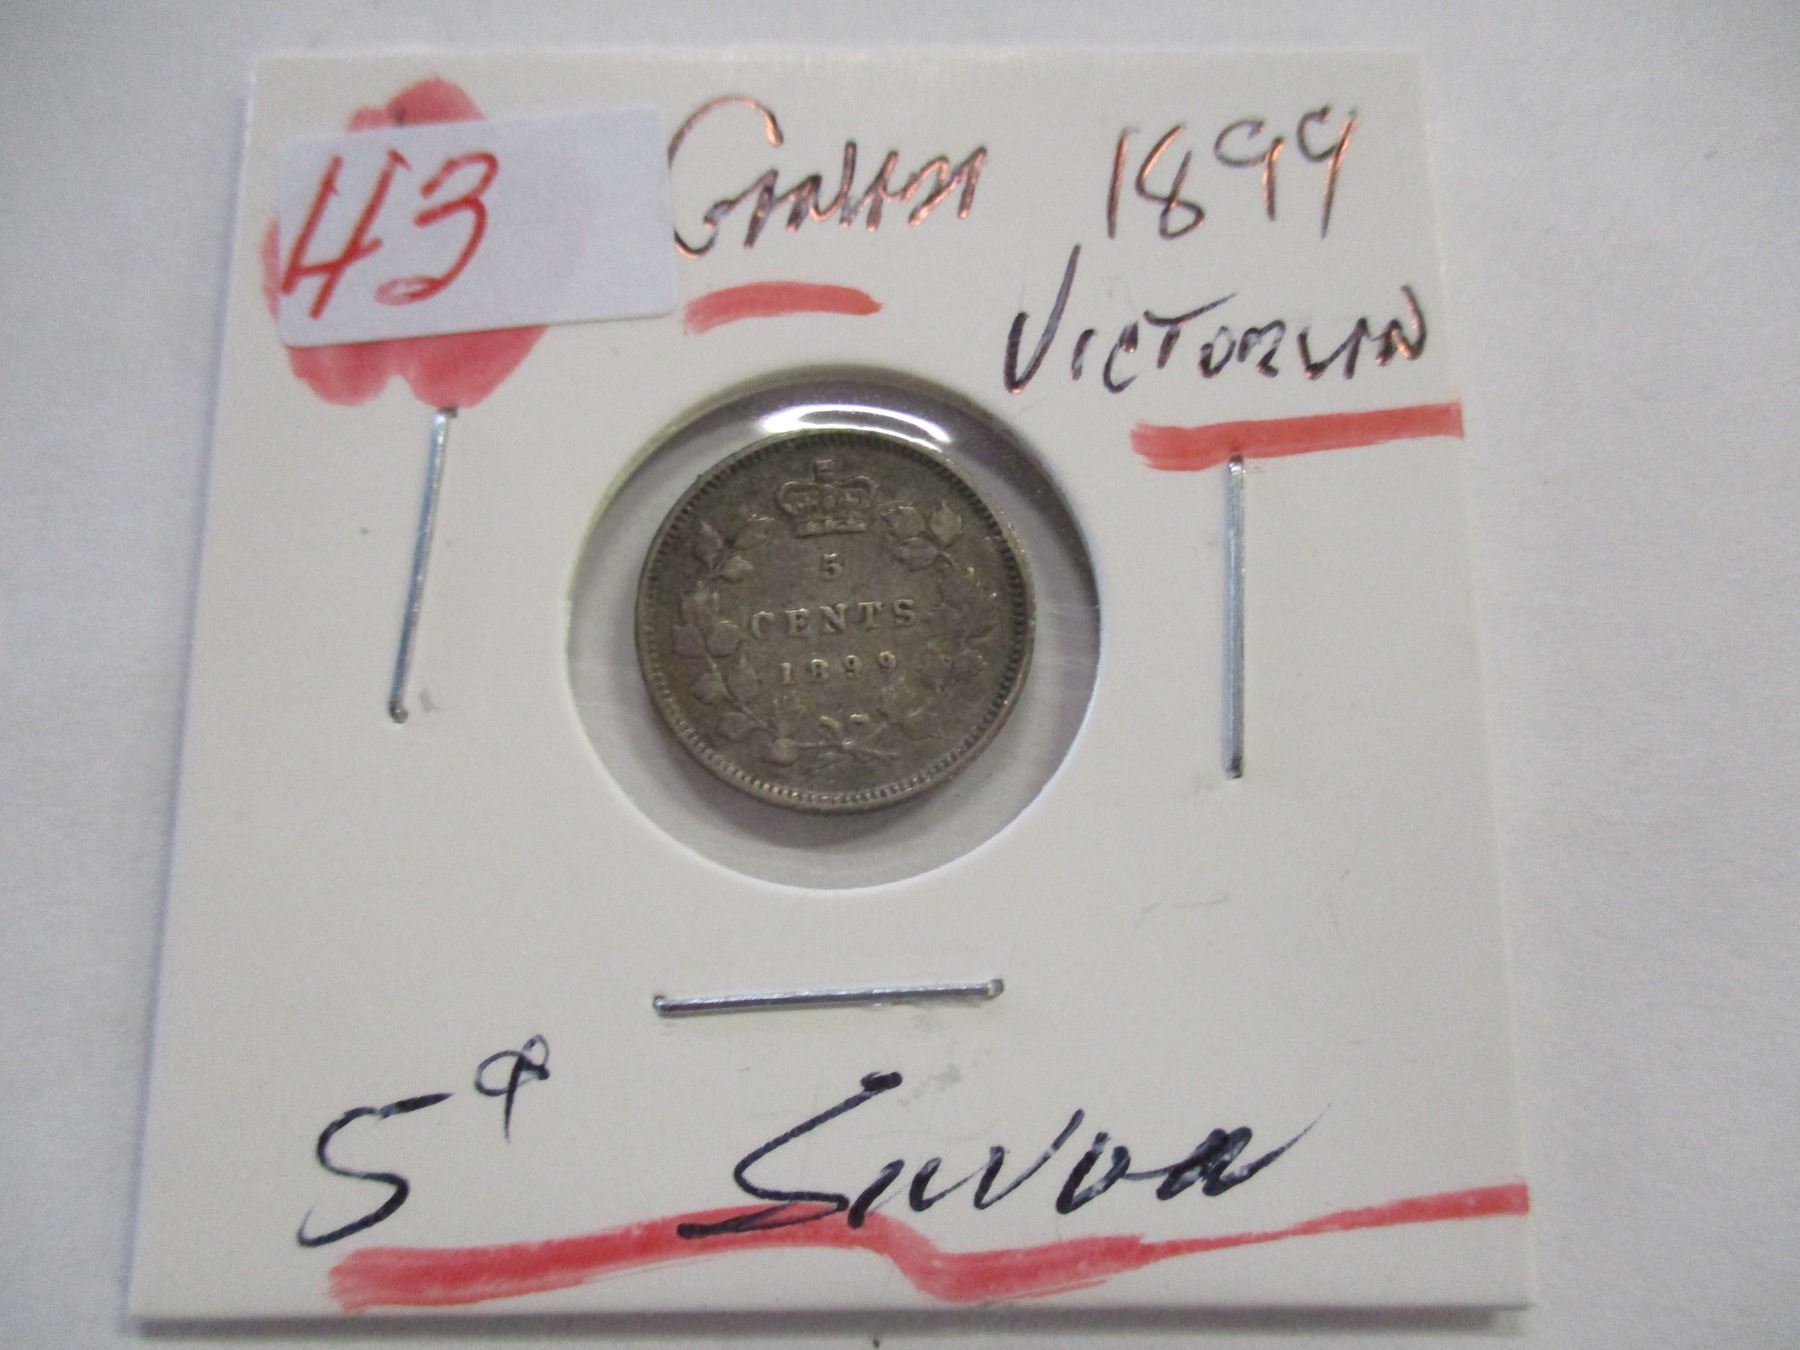 43 CANADA 1899
VICTORIAN
5
CENTS
1899
5¢ SILVER